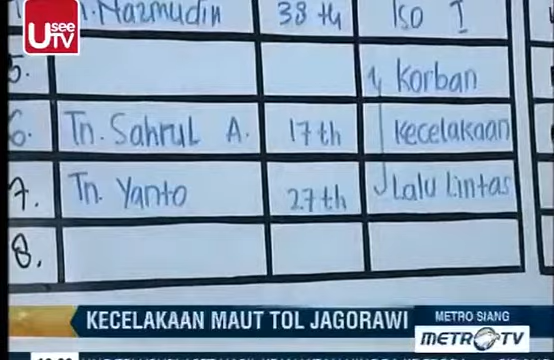 Usee
TV
Nazmudin 38 th Iso I
5. Korban
6. Tn. Sahrul A. 17 th Kecelakaan
7. Tn. Yanto 27 th Lalu Lintas
8.
KECELAKAAN MAUT TOL JAGORAWI
METRO SIANG
METRO TV